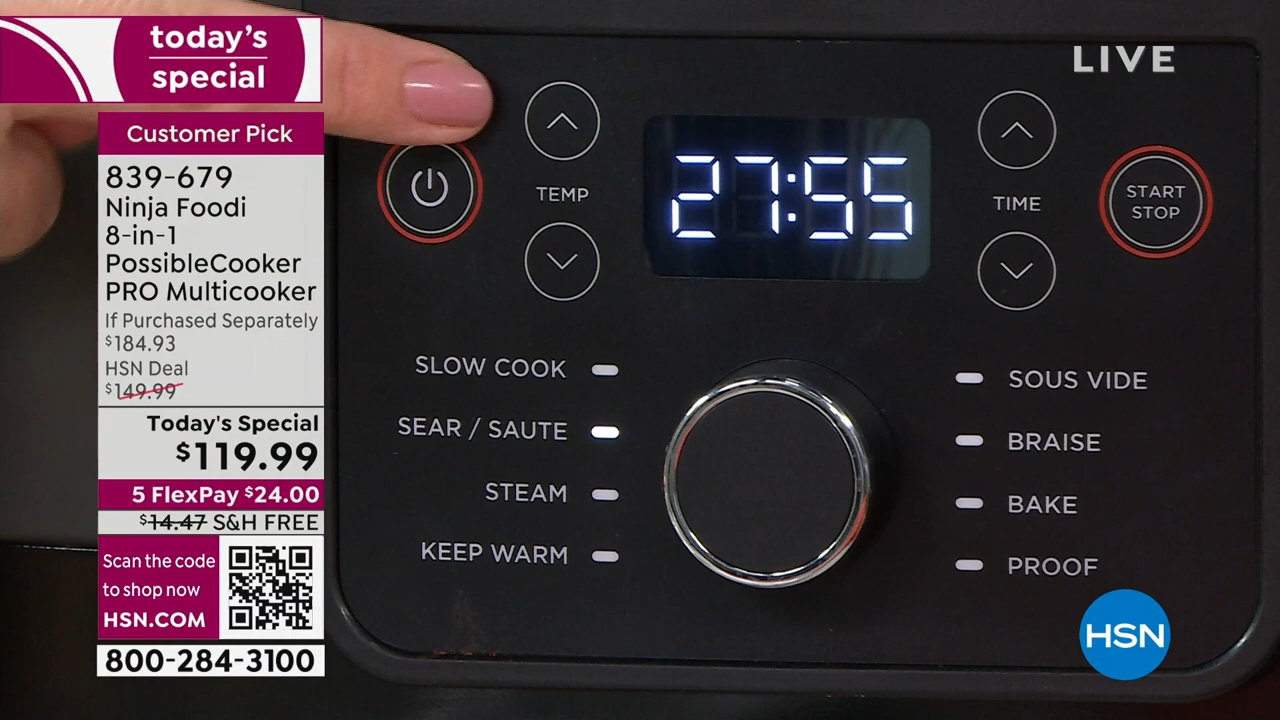 today's
special
Customer Pick
839-679
Ninja Foodi
8-in-1
PossibleCooker
PRO Multicooker
If Purchased Separately
$184.93
HSN Deal
$149.99
Today's Special
$119.99
5 FlexPay $24.00
$14.47 S&H FREE
Scan the code
to shop now
HSN.COM
800-284-3100
LIVE
TEMP
27:55
TIME
START
STOP
SLOW COOK
SEAR / SAUTE
STEAM
KEEP WARM
SOUS VIDE
BRAISE
BAKE
PROOF
HSN